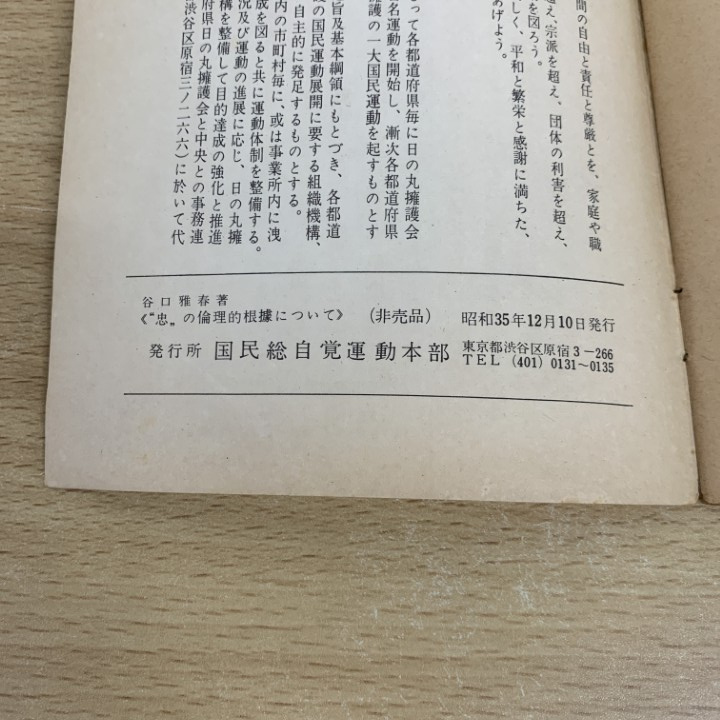 間の自由と責任と尊厳とを、家庭や職
超え、宗派を超え、団体の利害を超え、
を図ろう。
しく、平和と繁栄と感謝に満ちた、
あげよう。
もって各都道府県毎に日の丸擁護会
名運動を開始し、漸次各都道府県
護の一大国民運動を起すものとす
旨及基本綱領にもとづき、各都道
の国民運動展開に要する組織機構、
自主的に発足するものとする。
内の市町村毎に、或は事業所内に洩
成を図ると共に運動体制を整備する。
況及び運動の進展に応じ、日の丸擁
構を整備して目的達成の強化と推進
府県日の丸擁護会と中央との事務連
渋谷区原宿三ノ二六六)に於いて代
谷口雅春著
《“忠„の倫理的根據について》 (非売品) 昭和35年12月10日発行
発行所 国民総自覚運動本部 東京都渋谷区原宿3-266
TEL (401) 0131~0135